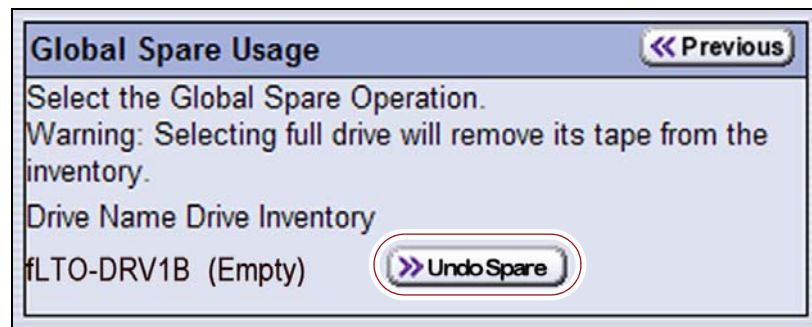 Global Spare Usage
Previous
Select the Global Spare Operation.
Warning: Selecting full drive will remove its tape from the
inventory.
Drive Name Drive Inventory
fLTO-DRV1B (Empty)
Undo Spare